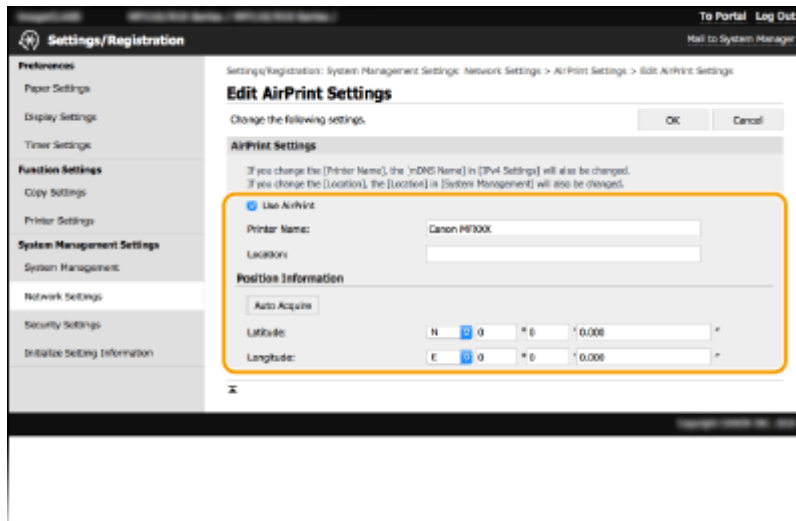 To Portal Log Out
Settings/Registration
Mail to System Manager
Preferences
Paper Settings
Display Settings
Timer Settings
Function Settings
Copy Settings
Printer Settings
System Management Settings
System Management
Network Settings
Security Settings
Initialize Setting Information
Settings/Registration: System Management Settings: Network Settings > AirPrint Settings > Edit AirPrint Settings
Edit AirPrint Settings
Change the following settings.
OK
Cancel
AirPrint Settings
If you change the [Printer Name], the [mDNS Name] in [IPv4 Settings] will also be changed.
If you change the [Location], the [Location] in [System Management] will also be changed.
Use AirPrint
Printer Name:
Canon MFXXX
Location:
Position Information
Auto Acquire
Latitude:
N 0 ° 0 ' 0.000 "
Longitude:
E 0 ° 0 ' 0.000 "